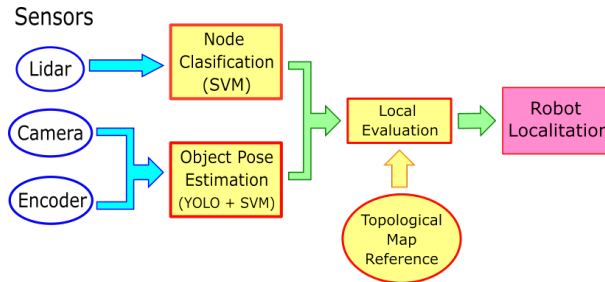 Sensors
Lidar
Camera
Encoder
Node
Clasification
(SVM)
Object Pose
Estimation
(YOLO + SVM)
Local
Evaluation
Topological
Map
Reference
Robot
Localitation